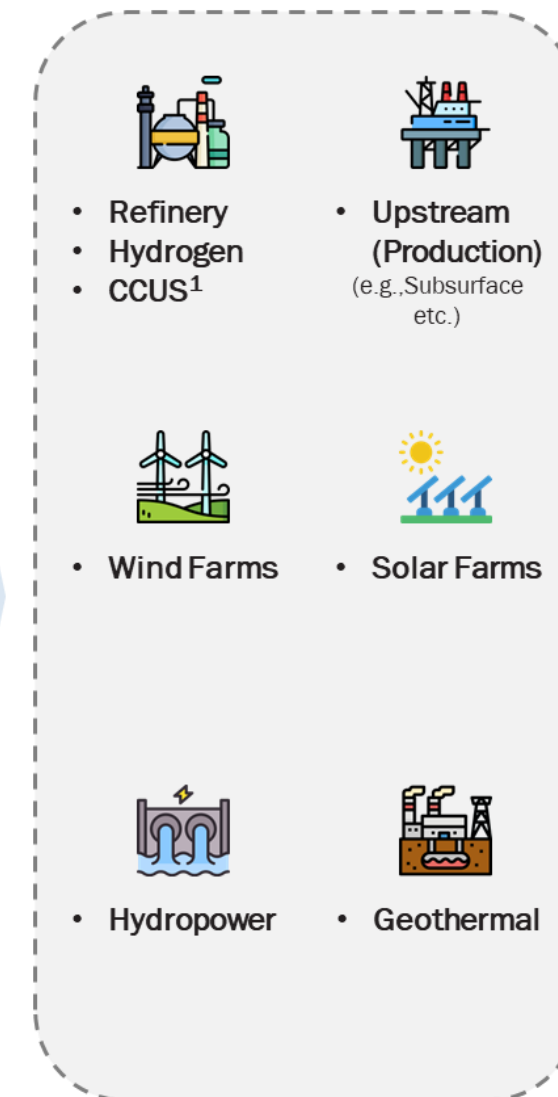 • Refinery
• Hydrogen
• CCUS¹
• Upstream
(Production)
(e.g.,Subsurface
etc.)
• Wind Farms
• Solar Farms
• Hydropower
• Geothermal